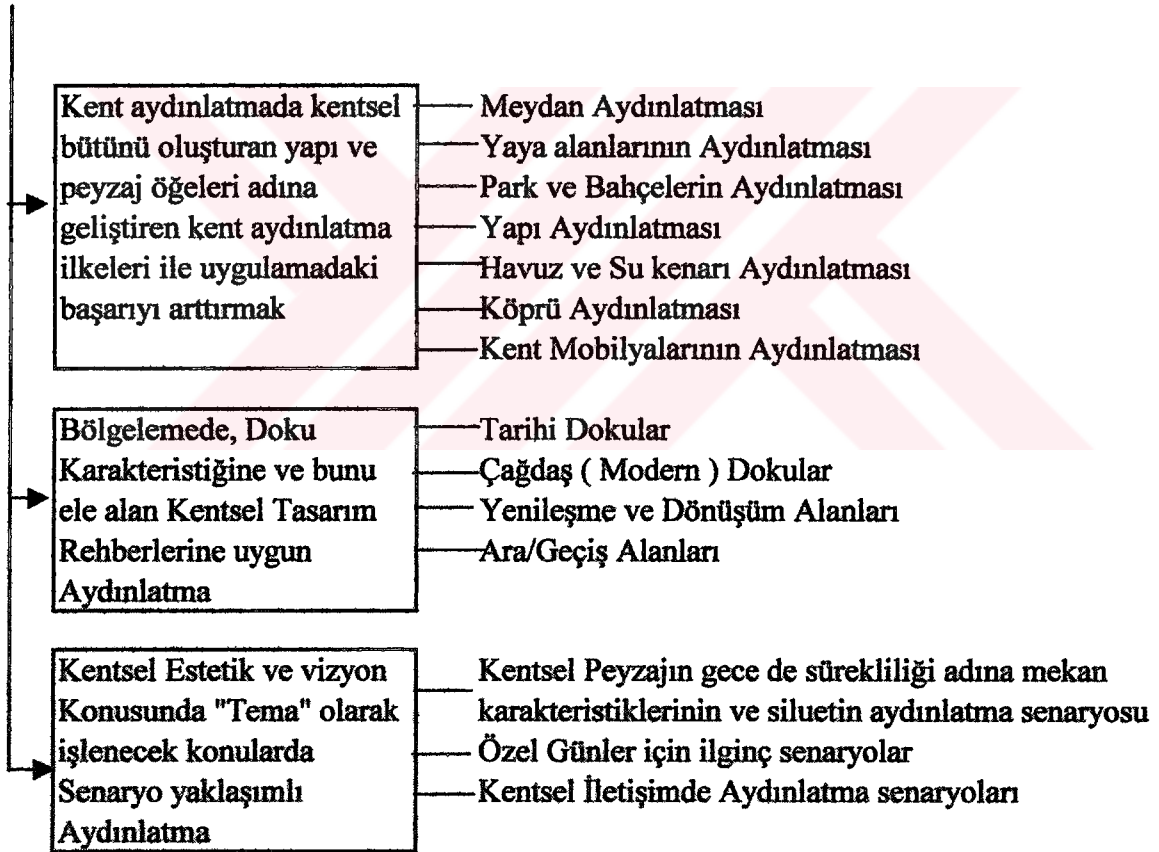 Kent aydınlatmada kentsel
bütünü oluşturan yapı ve
peyzaj öğeleri adına
geliştiren kent aydınlatma
ilkeleri ile uygulamadaki
başarıyı arttırmak
Meydan Aydınlatması
Yaya alanlarının Aydınlatması
Park ve Bahçelerin Aydınlatması
Yapı Aydınlatması
Havuz ve Su kenarı Aydınlatması
Köprü Aydınlatması
Kent Mobilyalarının Aydınlatması
Bölgelemede, Doku
Karakteristiğine ve bunu
ele alan Kentsel Tasarım
Rehberlerine uygun
Aydınlatma
Tarihi Dokular
Çağdaş ( Modern ) Dokular
Yenileşme ve Dönüşüm Alanları
Ara/Geçiş Alanları
Kentsel Estetik ve vizyon
Konusunda "Tema" olarak
işlenecek konularda
Senaryo yaklaşımlı
Aydınlatma
Kentsel Peyzajın gece de sürekliliği adına mekan
karakteristiklerinin ve siluetin aydınlatma senaryosu
Özel Günler için ilginç senaryolar
Kentsel İletişimde Aydınlatma senaryoları